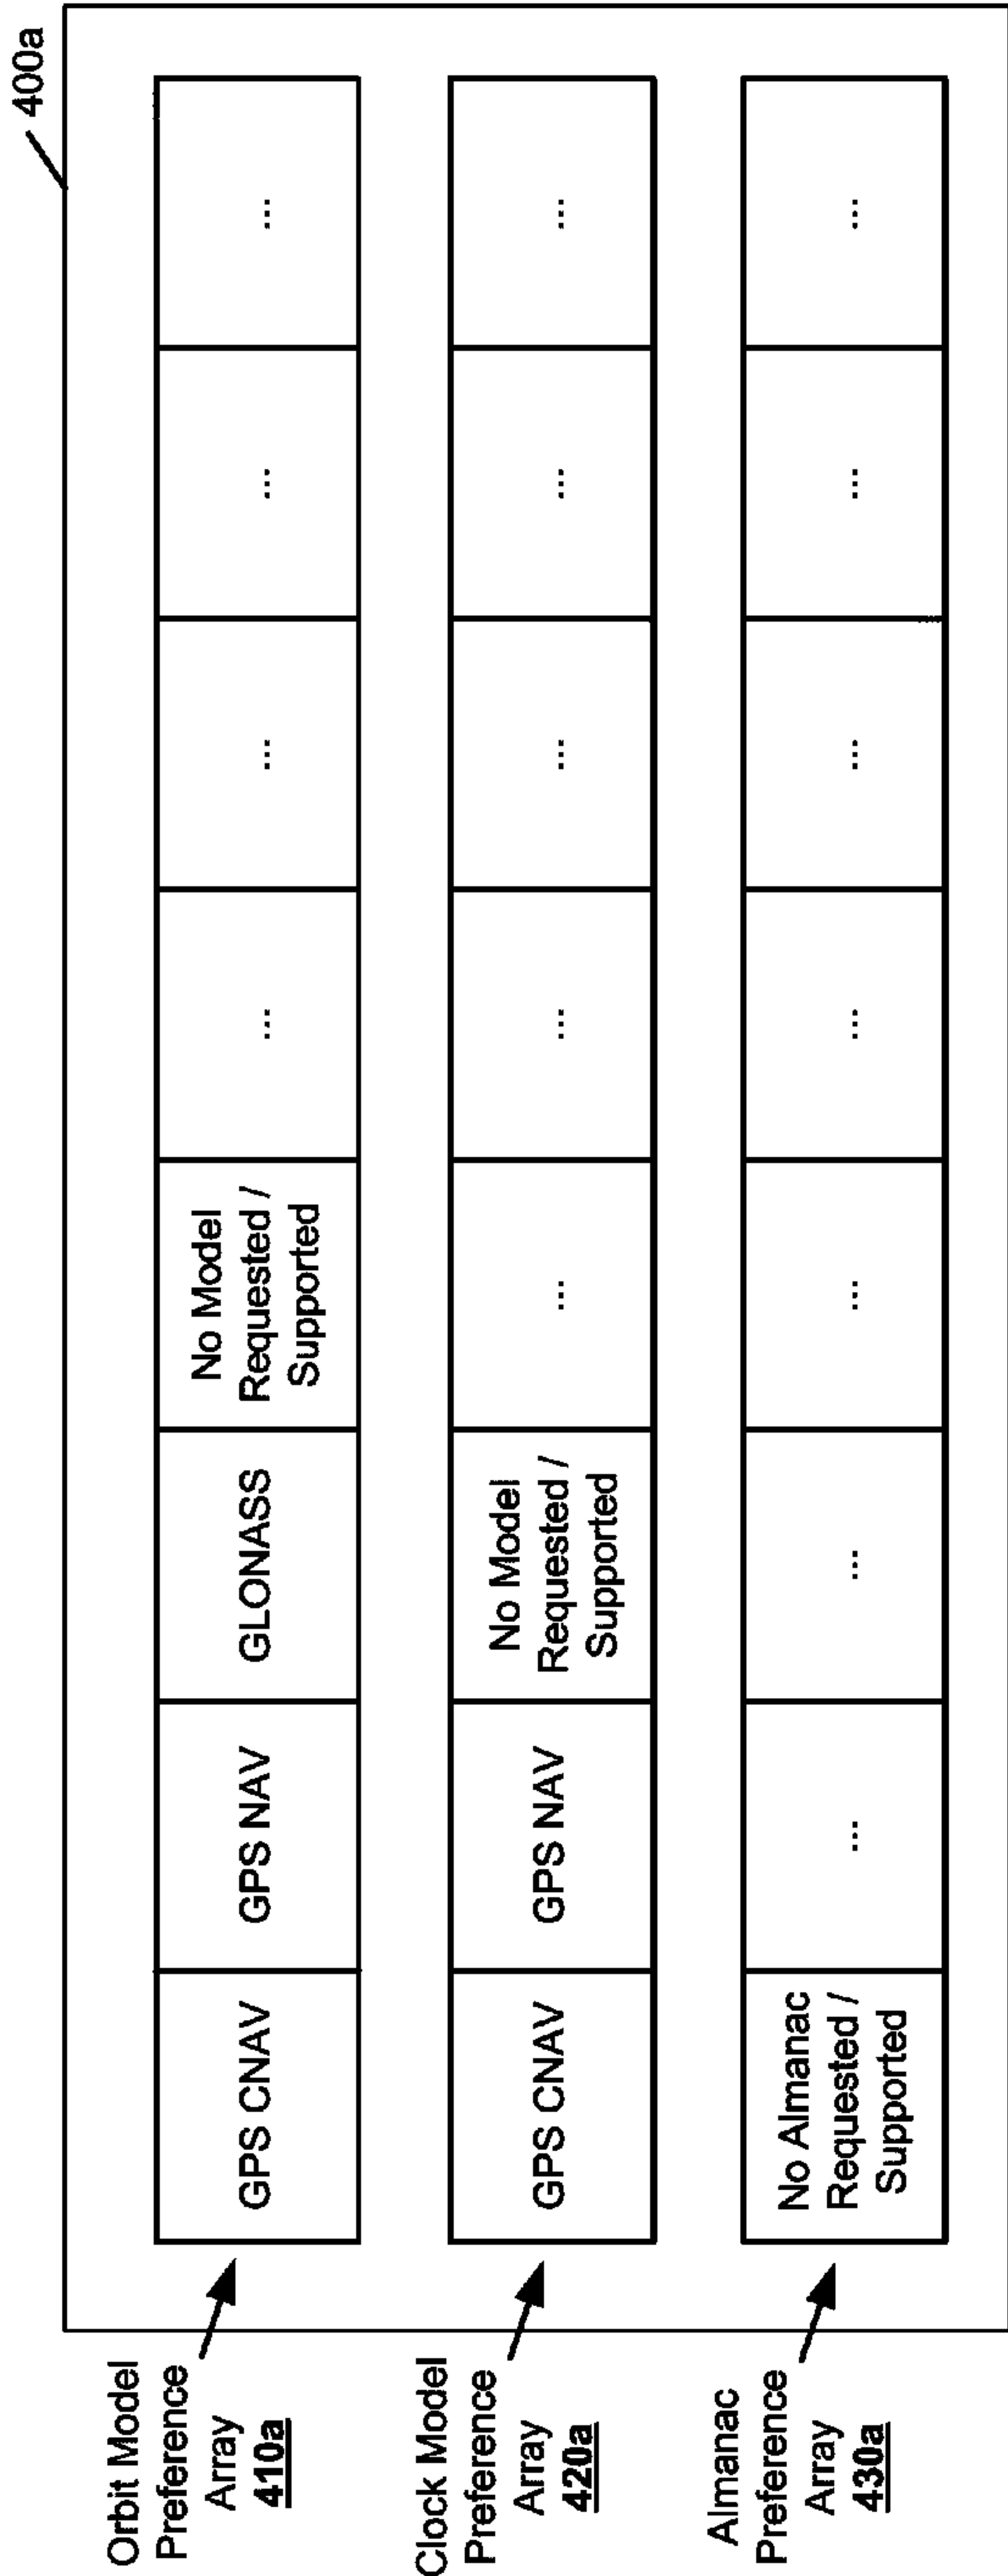 400a
Orbit Model
Preference
Array
410a
GPS CNAV
GPS NAV
GLONASS
No Model
Requested /
Supported
...
...
...
...
Clock Model
Preference
Array
420a
GPS CNAV
GPS NAV
No Model
Requested /
Supported
...
...
...
...
...
Almanac
Preference
Array
430a
No Almanac
Requested /
Supported
...
...
...
...
...
...
...